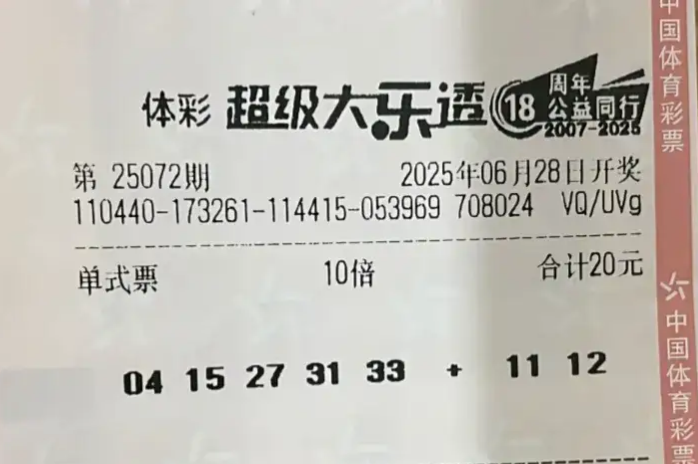 体彩 超级大乐透 18 周年 公益同行 2007-2025
第 25072期 2025年06月28日开奖
110440-173261-114415-053969 708024 VQ/UVg
单式票 10倍 合计20元
04 15 27 31 33 + 11 12
中国体育彩票
中国体育彩票